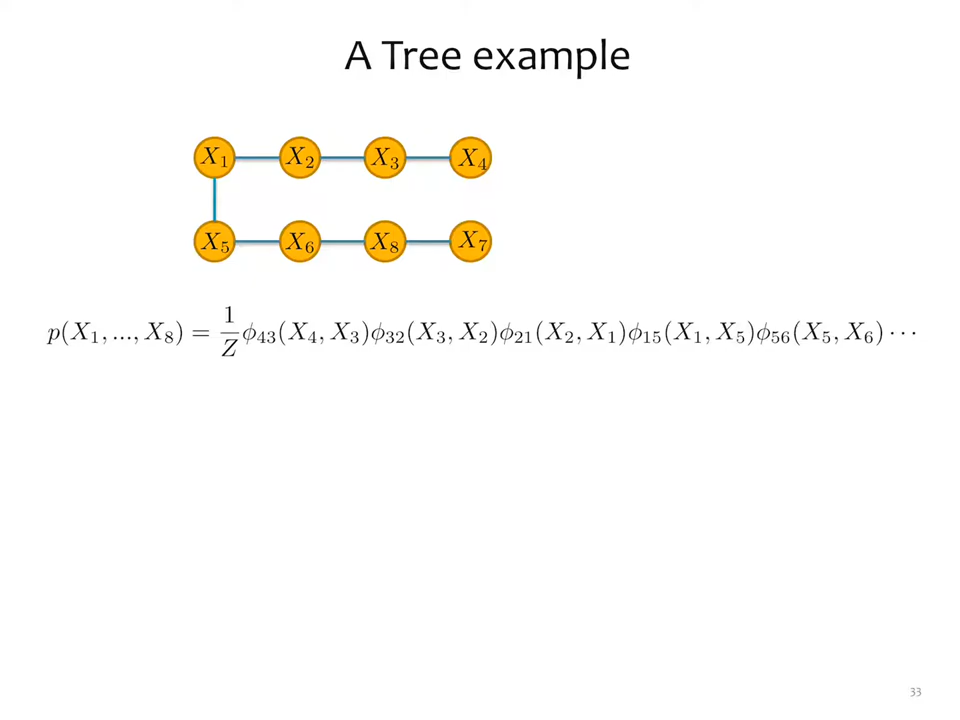 A Tree example
X₁ X₂ X₃ X₄
X₅ X₆ X₈ X₇
p(X₁, ..., X₈) = \frac{1}{Z} ϕ₄₃(X₄, X₃)ϕ₃₂(X₃, X₂)ϕ₂₁(X₂, X₁)ϕ₁₅(X₁, X₅)ϕ₅₆(X₅, X₆) ···
33